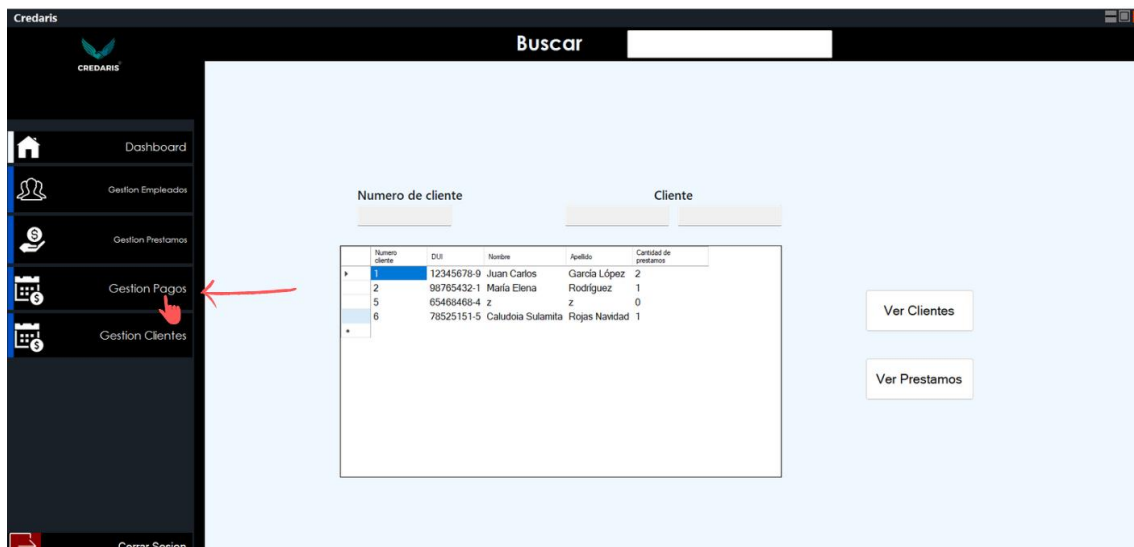 Credaris
Buscar
CREDARIS
Dashboard
Gestion Empleados
Gestion Prestamos
Gestion Pagos
Gestion Clientes
Cerrar Sesion
Numero de cliente Cliente
Numero cliente DUI Nombre Apellido Cantidad de prestamos
1 12345678-9 Juan Carlos García López 2
2 98765432-1 María Elena Rodríguez 1
5 65468468-4 z z 0
6 78525151-5 Caludoia Sulamita Rojas Navidad 1
Ver Clientes
Ver Prestamos